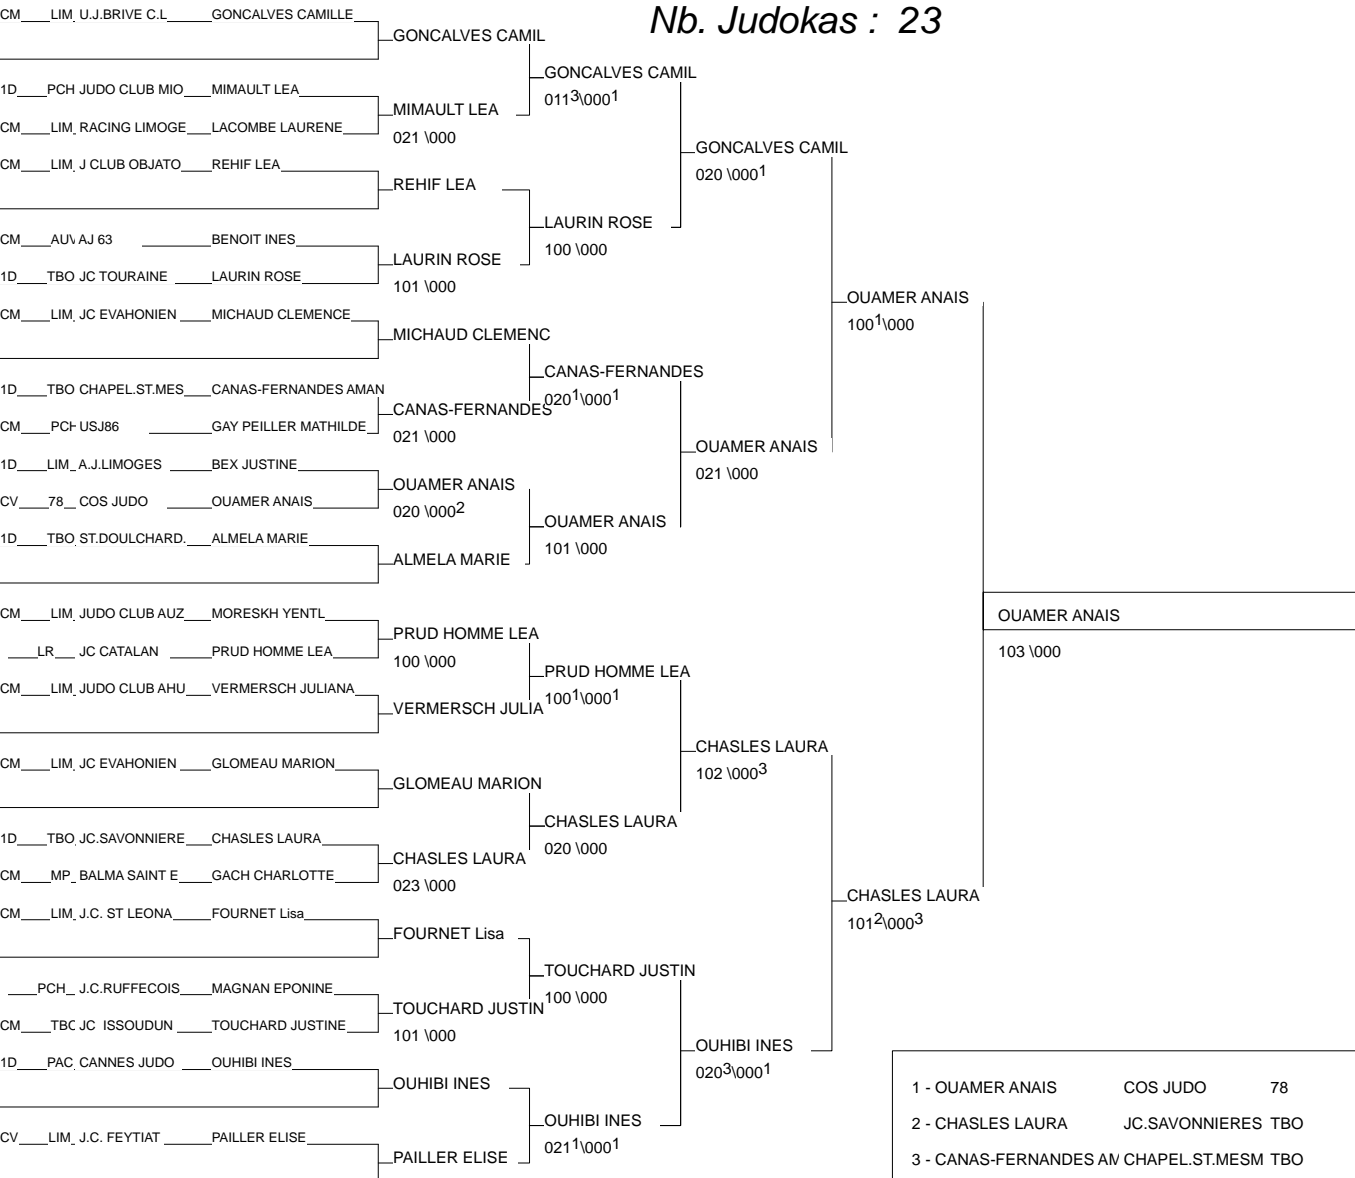 Nb. Judokas : 23
CM LIM U.J.BRIVE C.L GONCALVES CAMILLE
GONCALVES CAMIL
GONCALVES CAMIL
011³\000¹
1D PCH JUDO CLUB MIO MIMAULT LEA
MIMAULT LEA
021 \000
CM LIM RACING LIMOGE LACOMBE LAURENE
GONCALVES CAMIL
020 \000¹
CM LIM J CLUB OBJATO REHIF LEA
REHIF LEA
LAURIN ROSE
100 \000
CM AUV AJ 63 BENOIT INES
LAURIN ROSE
101 \000
1D TBO JC TOURAINE LAURIN ROSE
OUAMER ANAIS
100¹\000
CM LIM JC EVAHONIEN MICHAUD CLEMENCE
MICHAUD CLEMENC
CANAS-FERNANDES
020¹\000¹
1D TBO CHAPEL.ST.MES CANAS-FERNANDES AMAN
CANAS-FERNANDES
021 \000
CM PCH USJ86 GAY PEILLER MATHILDE
OUAMER ANAIS
021 \000
1D LIM A.J.LIMOGES BEX JUSTINE
OUAMER ANAIS
020 \000²
CV 78 COS JUDO OUAMER ANAIS
OUAMER ANAIS
101 \000
1D TBO ST.DOULCHARD. ALMELA MARIE
ALMELA MARIE
OUAMER ANAIS
103 \000
CM LIM JUDO CLUB AUZ MORESKH YENTL
PRUD HOMME LEA
100 \000
LR JC CATALAN PRUD HOMME LEA
PRUD HOMME LEA
100¹\000¹
CM LIM JUDO CLUB AHU VERMERSCH JULIANA
VERMERSCH JULIA
CHASLES LAURA
102 \000³
CM LIM JC EVAHONIEN GLOMEAU MARION
GLOMEAU MARION
CHASLES LAURA
020 \000
1D TBO JC.SAVONNIERE CHASLES LAURA
CHASLES LAURA
023 \000
CM MP BALMA SAINT E GACH CHARLOTTE
CHASLES LAURA
101²\000³
CM LIM J.C. ST LEONA FOURNET Lisa
FOURNET Lisa
TOUCHARD JUSTIN
100 \000
PCH J.C.RUFFECOIS MAGNAN EPONINE
TOUCHARD JUSTIN
101 \000
CM TBO JC ISSOUDUN TOUCHARD JUSTINE
OUHIBI INES
020³\000¹
1D PAC CANNES JUDO OUHIBI INES
OUHIBI INES
OUHIBI INES
021¹\000¹
CV LIM J.C. FEYTIAT PAILLER ELISE
PAILLER ELISE
1 - OUAMER ANAIS COS JUDO 78
2 - CHASLES LAURA JC.SAVONNIERES TBO
3 - CANAS-FERNANDES AM CHAPEL.ST.MESM TBO